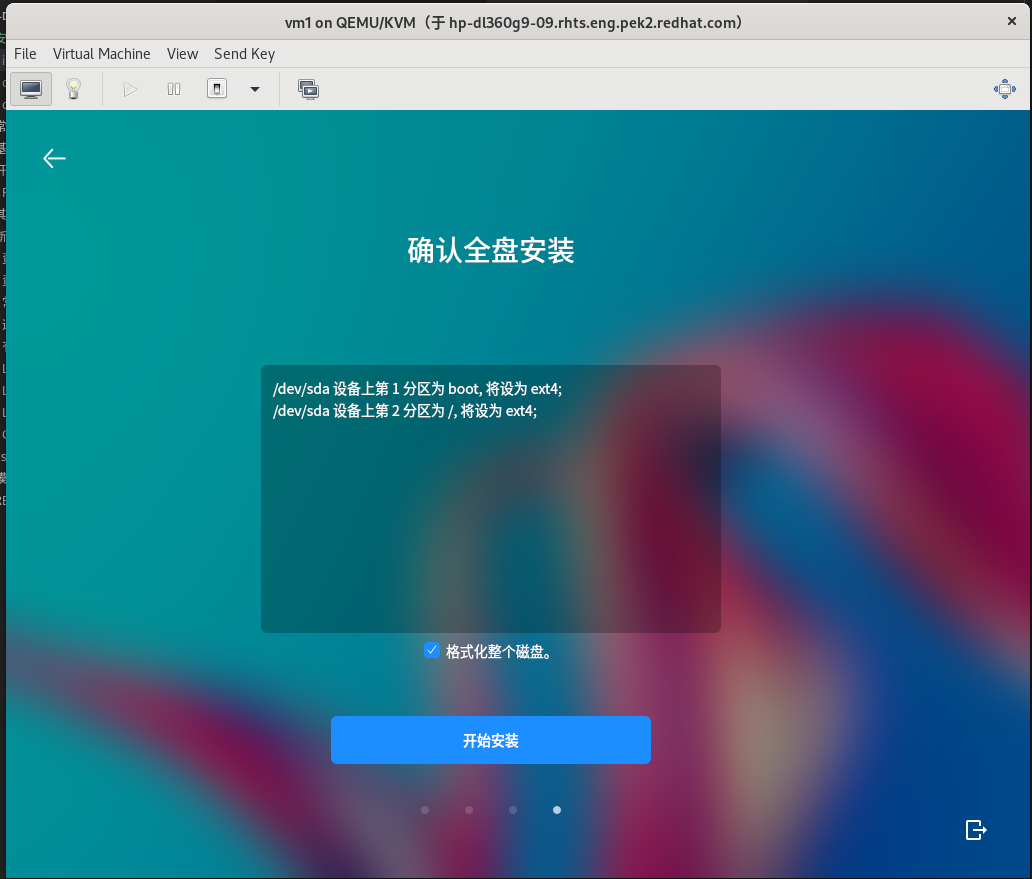 vm1 on QEMU/KVM（于 hp-dl360g9-09.rhts.eng.pek2.redhat.com）
File Virtual Machine View Send Key
确认全盘安装
/dev/sda 设备上第 1 分区为 boot, 将设为 ext4;
/dev/sda 设备上第 2 分区为 /, 将设为 ext4;
格式化整个磁盘。
开始安装